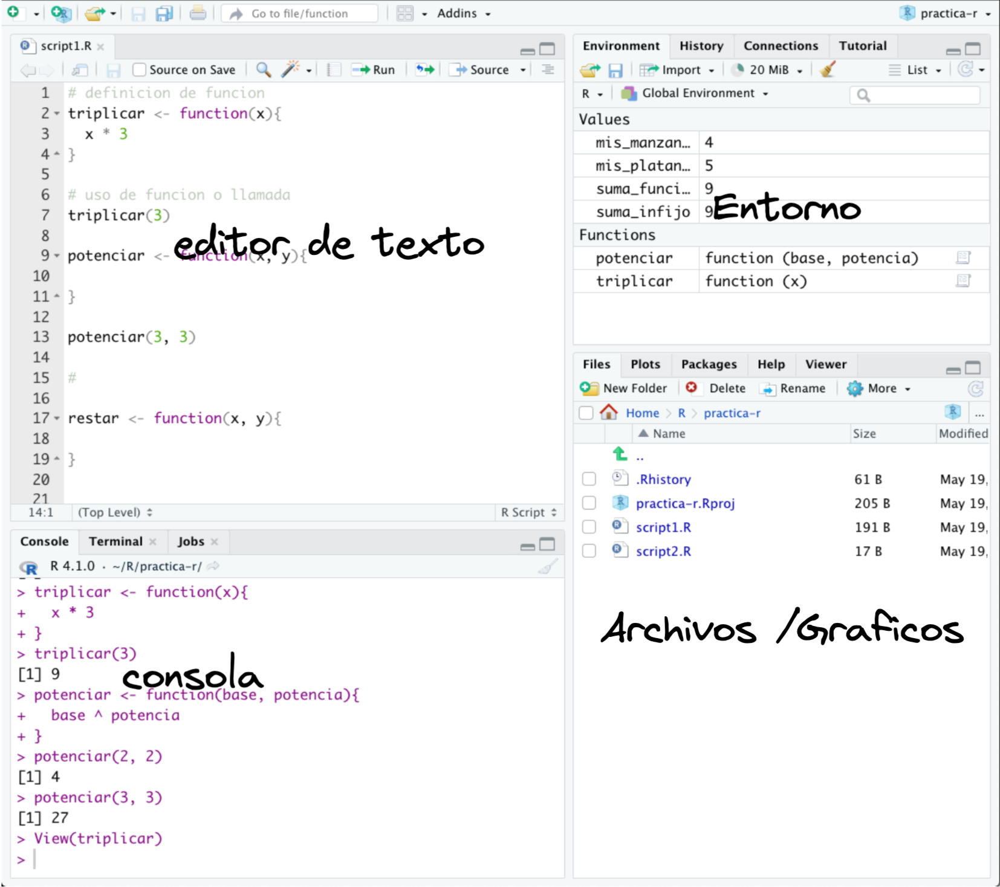 Go to file/function
Addins
practica-r
script1.R
Source on Save
Run
Source
1 # definicion de funcion
2 triplicar <- function(x){
3 x * 3
4 }
5
6 # uso de funcion o llamada
7 triplicar(3)
8
editor de texto
9 potenciar <- function(x, y){
10
11 }
12
13 potenciar(3, 3)
14
15 #
16
17 restar <- function(x, y){
18
19 }
20
21
14:1 (Top Level) R Script
Console Terminal Jobs
R 4.1.0 · ~/R/practica-r/
> triplicar <- function(x){
+ x * 3
+ }
> triplicar(3)
[1] 9
consola
> potenciar <- function(base, potencia){
+ base ^ potencia
+ }
> potenciar(2, 2)
[1] 4
> potenciar(3, 3)
[1] 27
> View(triplicar)
>
Environment History Connections Tutorial
Import 20 MiB List
R Global Environment
Values
mis_manzan… 4
mis_platan… 5
suma_funci… 9
suma_infijo 9
Entorno
Functions
potenciar function (base, potencia)
triplicar function (x)
Files Plots Packages Help Viewer
New Folder Delete Rename More
Home > R > practica-r ...
Name Size Modified
..
.Rhistory 61 B May 19,
practica-r.Rproj 205 B May 19,
script1.R 191 B May 19,
script2.R 17 B May 19,
Archivos /Graficos